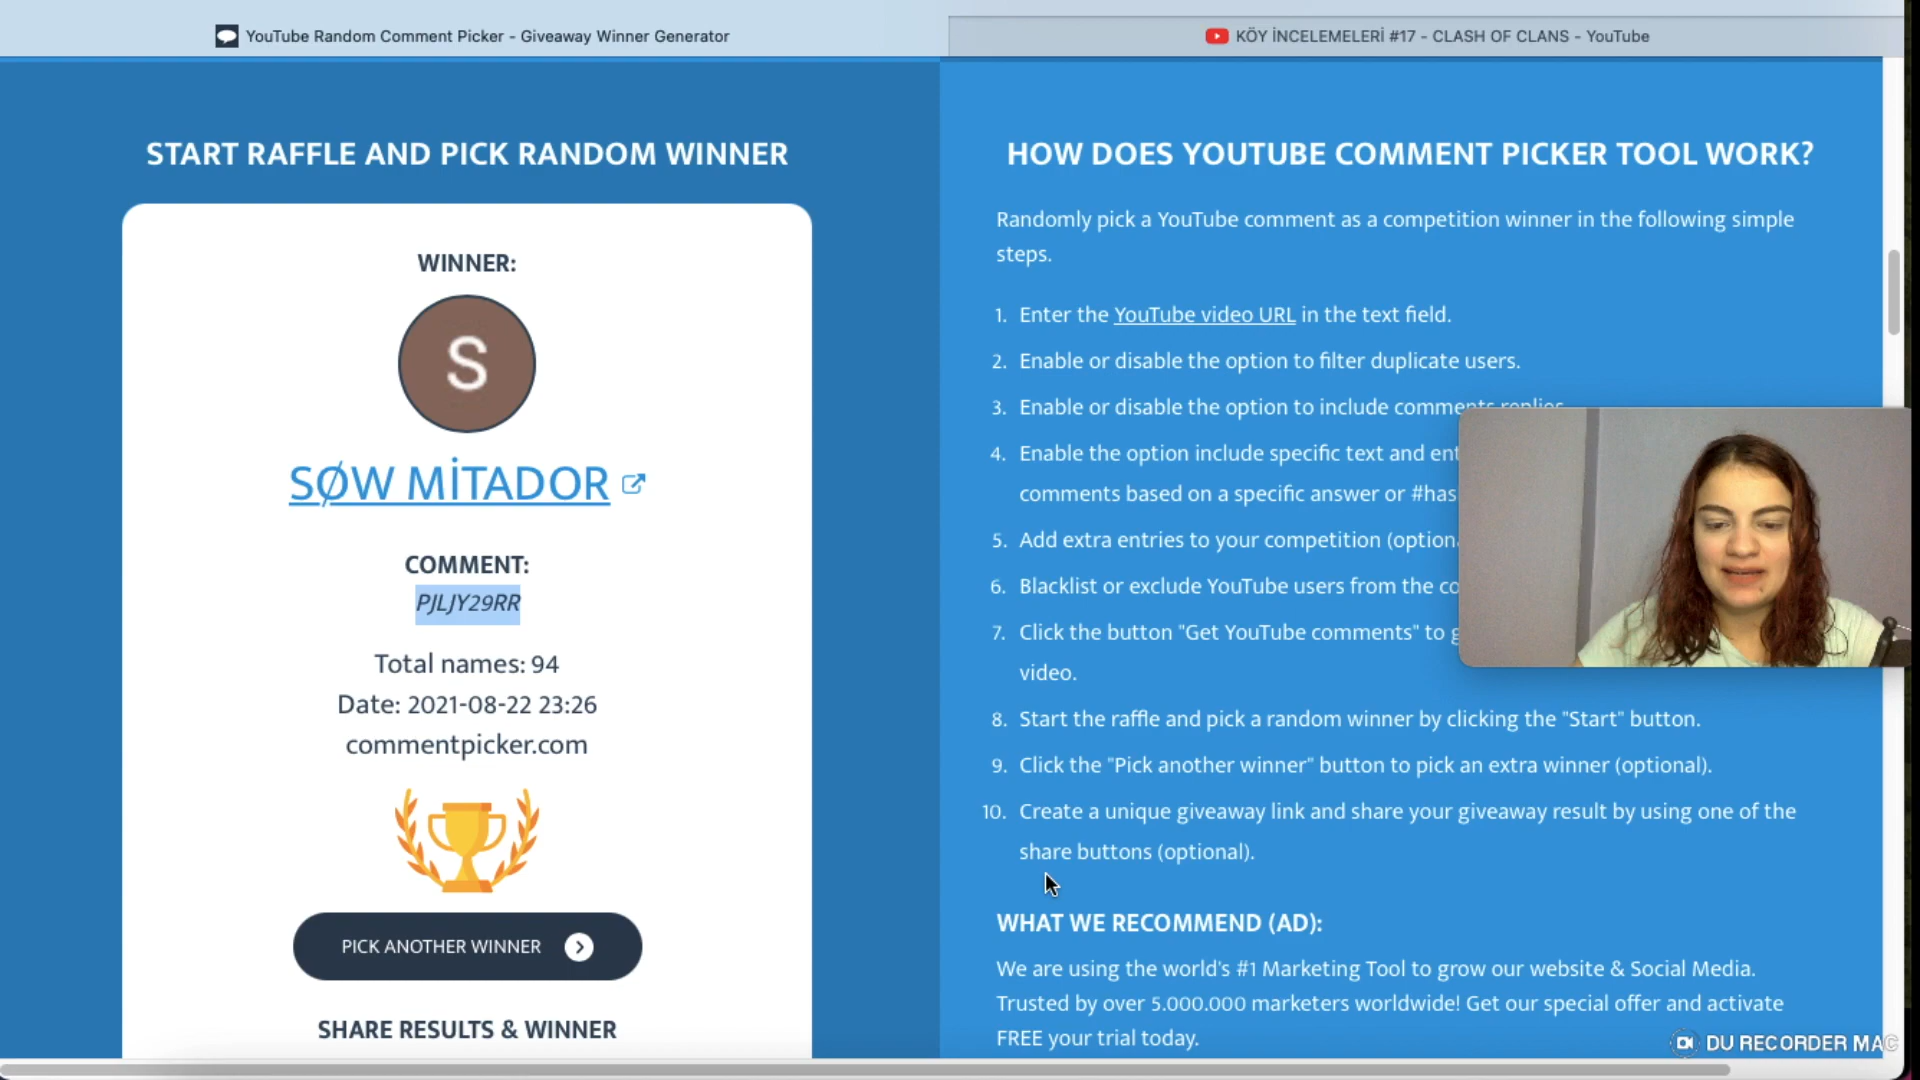 YouTube Random Comment Picker - Giveaway Winner Generator
KÖY İNCELEMELERİ #17 - CLASH OF CLANS - YouTube
START RAFFLE AND PICK RANDOM WINNER
WINNER:
S
SØW MİTADOR
COMMENT:
PJLJY29RR
Total names: 94
Date: 2021-08-22 23:26
commentpicker.com
PICK ANOTHER WINNER
SHARE RESULTS & WINNER
HOW DOES YOUTUBE COMMENT PICKER TOOL WORK?
Randomly pick a YouTube comment as a competition winner in the following simple
steps.
1. Enter the YouTube video URL in the text field.
2. Enable or disable the option to filter duplicate users.
3. Enable or disable the option to include comments replies.
4. Enable the option include specific text and
comments based on a specific answer or
5. Add extra entries to your competition
6. Blacklist or exclude YouTube users from the
7. Click the button "Get YouTube comments" to
video.
8. Start the raffle and pick a random winner by clicking the "Start" button.
9. Click the "Pick another winner" button to pick an extra winner (optional).
10. Create a unique giveaway link and share your giveaway result by using one of the
share buttons (optional).
WHAT WE RECOMMEND (AD):
We are using the world's #1 Marketing Tool to grow our website & Social Media.
Trusted by over 5.000.000 marketers worldwide! Get our special offer and activate
FREE your trial today.
DU RECORDER MAC